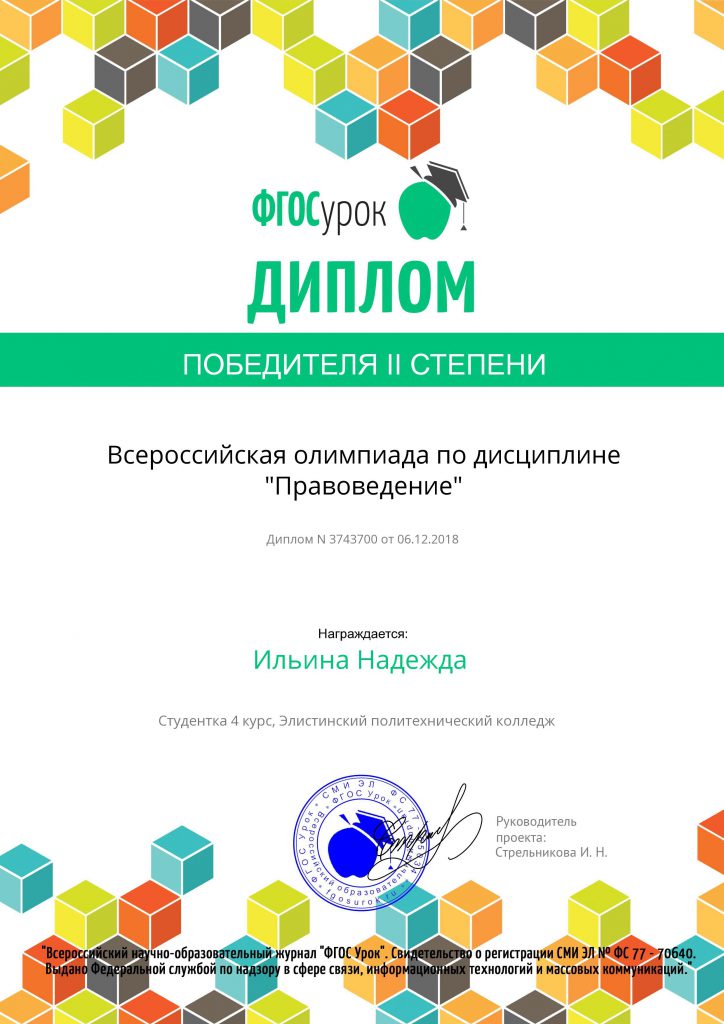 ФГОСурок
ДИПЛОМ
ПОБЕДИТЕЛЯ II СТЕПЕНИ
Всероссийская олимпиада по дисциплине
"Правоведение"
Диплом N 3743700 от 06.12.2018
Награждается:
Ильина Надежда
Студентка 4 курс, Элистинский политехнический колледж
ФГОС Урок * СМИ ЭЛ ФС 77
Всероссийский образователь
fgosurok.ru
* ФГОС Урок
Руководитель
проекта:
Стрельникова И. Н.
"Всероссийский научно-образовательный журнал "ФГОС Урок". Свидетельство о регистрации СМИ ЭЛ № ФС 77 - 70640.
Выдано Федеральной службой по надзору в сфере связи, информационных технологий и массовых коммуникаций."